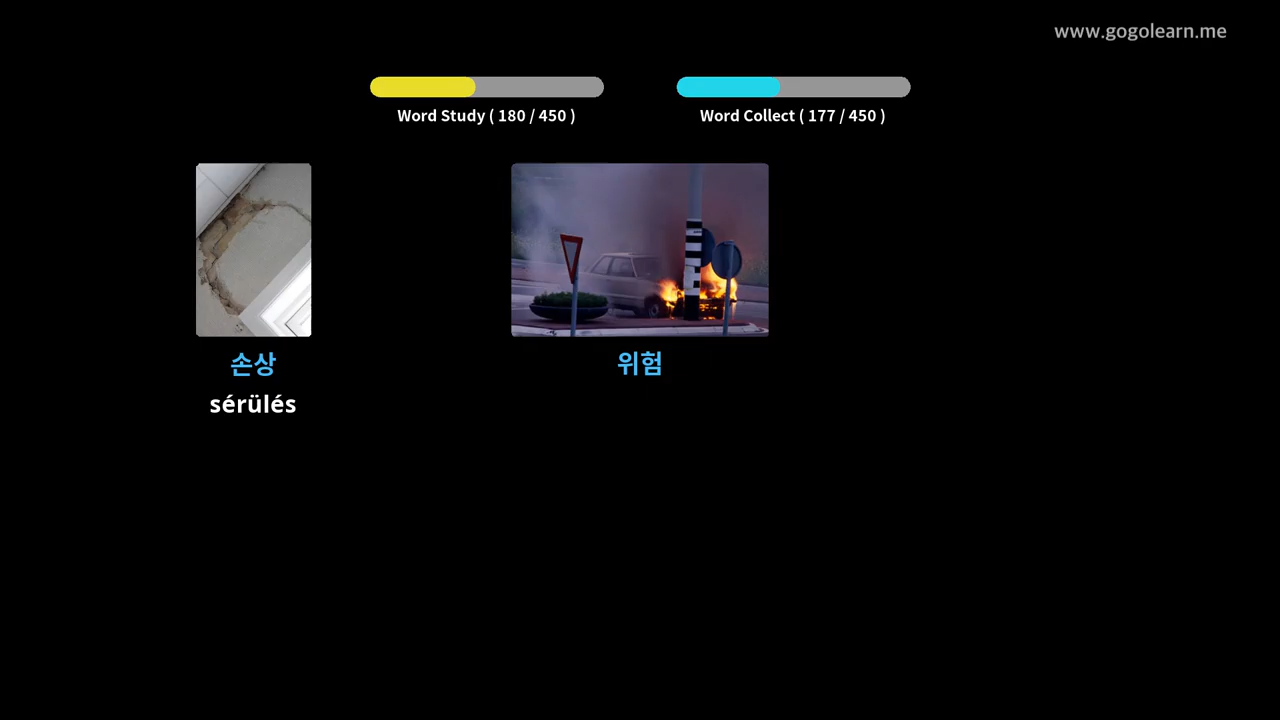 www.gogolearn.me
Word Study ( 180 / 450 )
Word Collect ( 177 / 450 )
손상
위험
sérülés